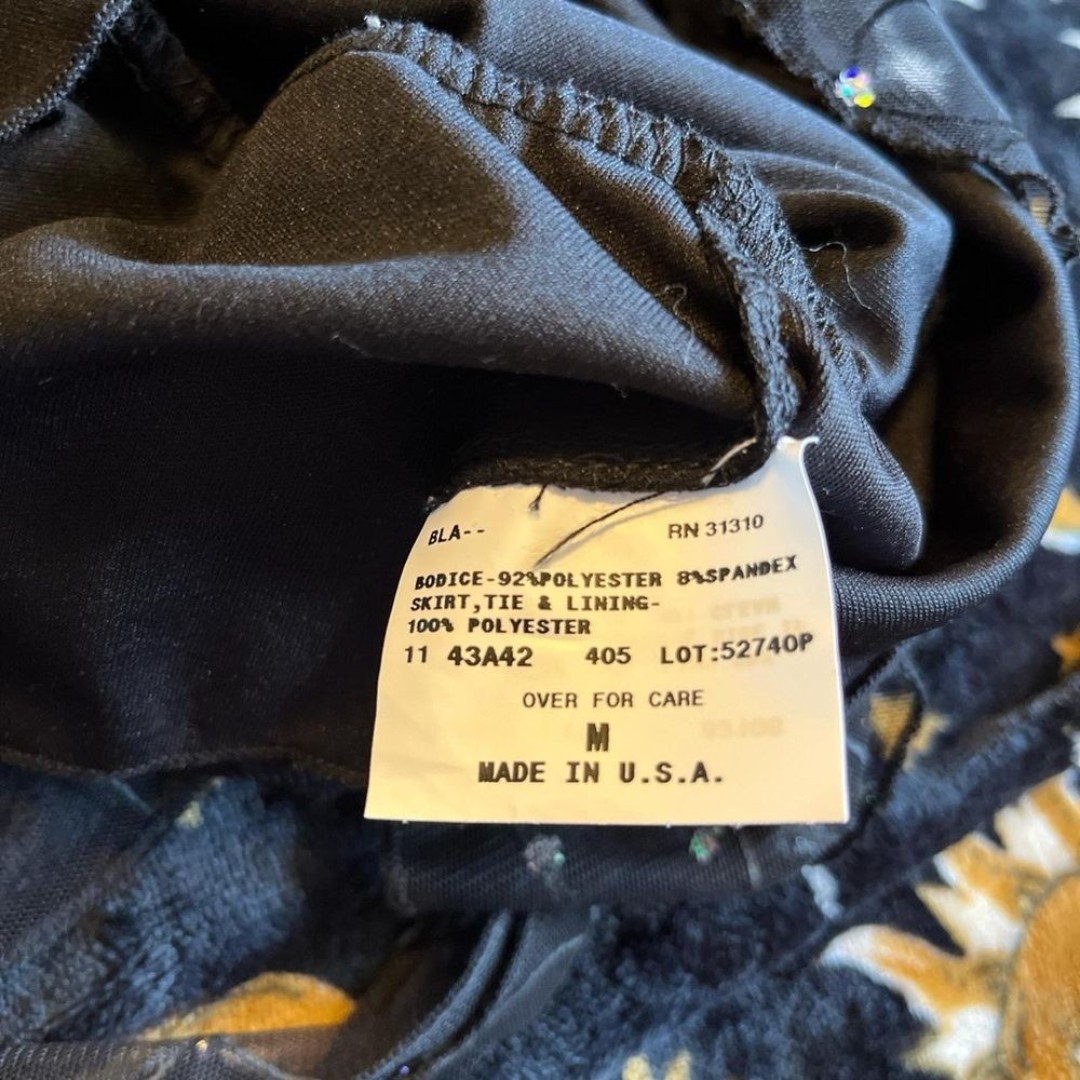 BLA-- RN 31310
BODICE-92%POLYESTER 8%SPANDEX
SKIRT,TIE & LINING-
100% POLYESTER
11 43A42 405 LOT:52740P
OVER FOR CARE
M
MADE IN U.S.A.